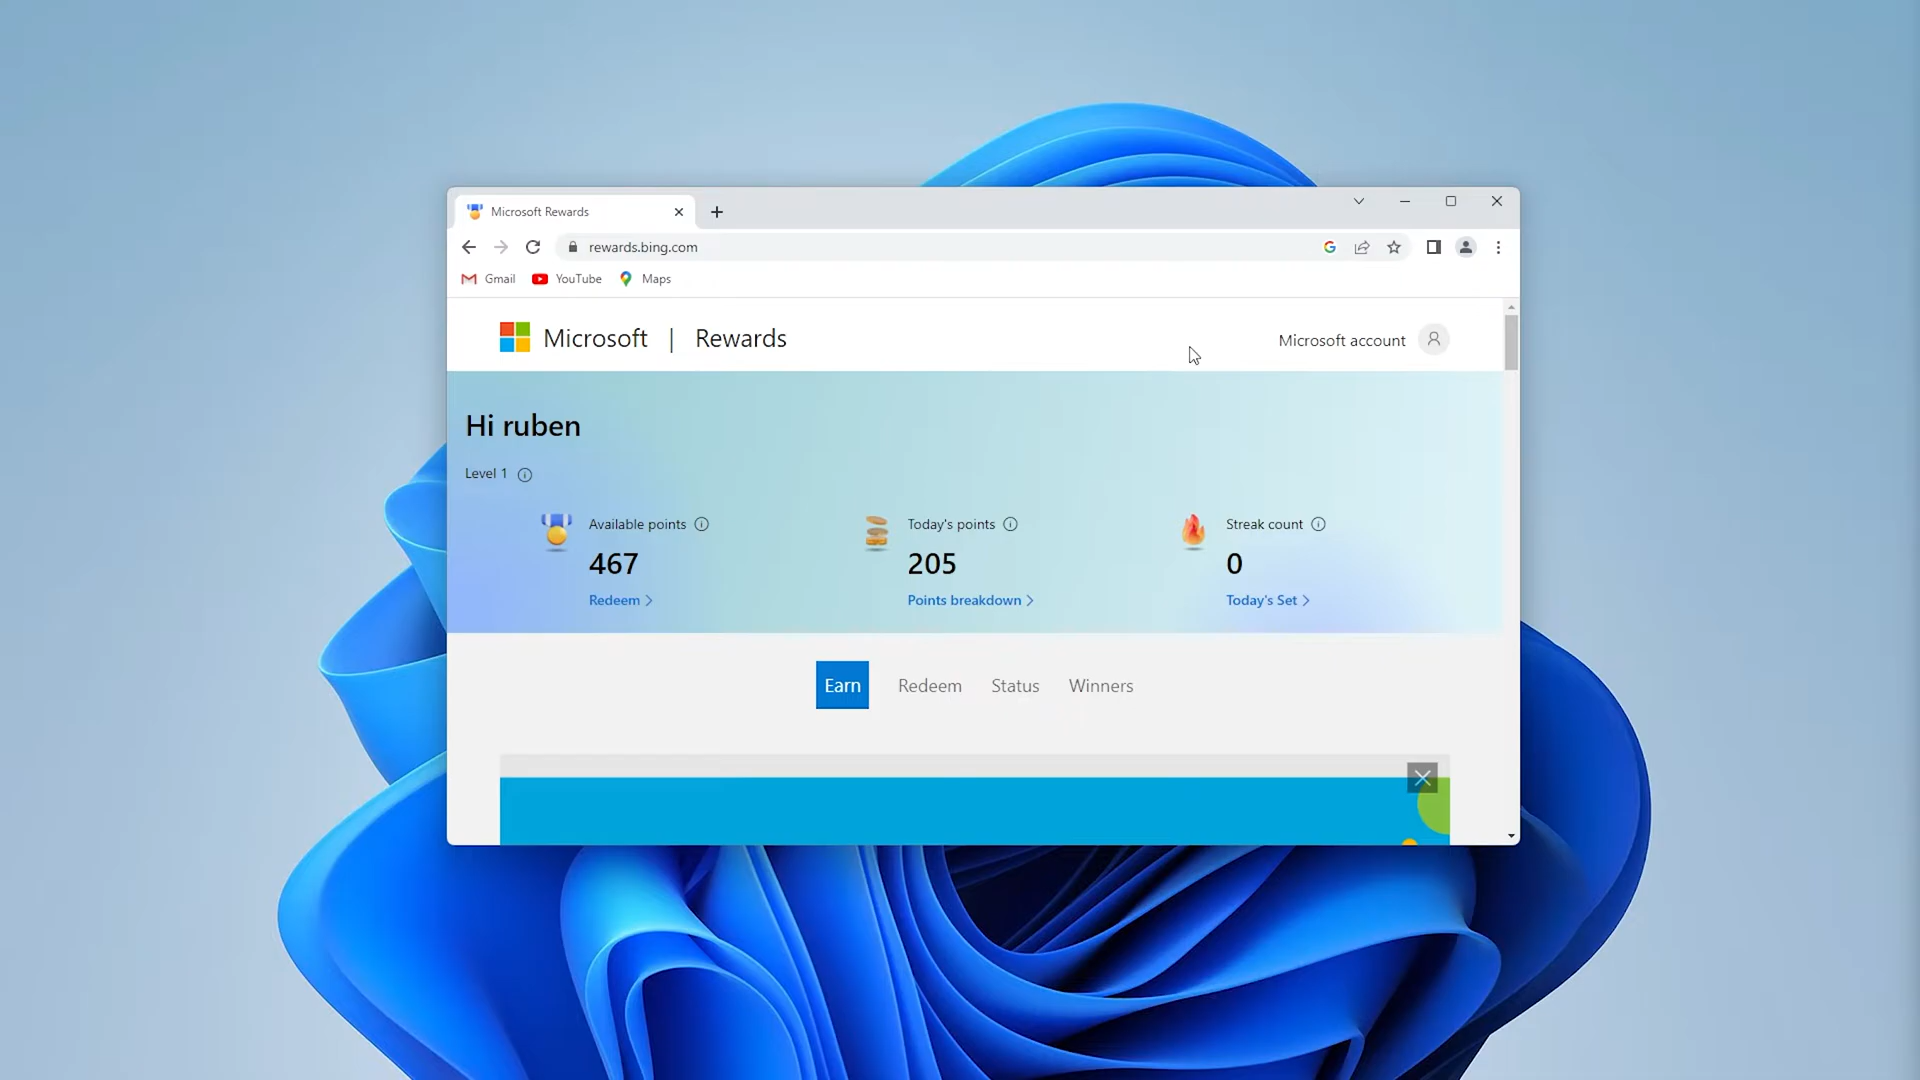 Microsoft Rewards
rewards.bing.com
Gmail YouTube Maps
Microsoft | Rewards
Microsoft account
Hi ruben
Level 1
Available points Today's points Streak count
467 205 0
Redeem Points breakdown Today's Set
Earn Redeem Status Winners